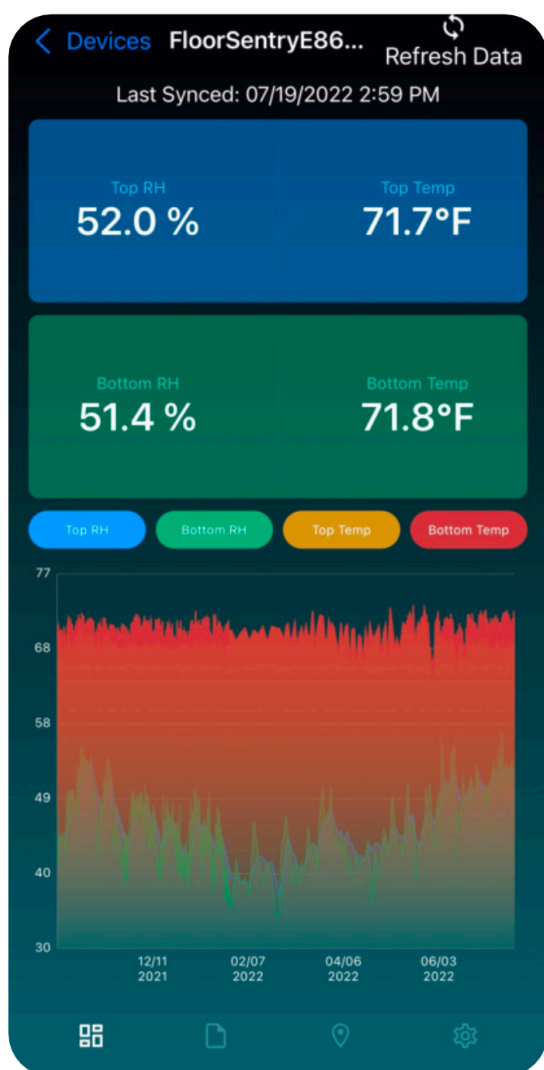 Devices FloorSentryE86... Refresh Data
Last Synced: 07/19/2022 2:59 PM
Top RH Top Temp
52.0 % 71.7°F
Bottom RH Bottom Temp
51.4 % 71.8°F
Top RH Bottom RH Top Temp Bottom Temp
77
68
58
49
40
30
12/11 02/07 04/06 06/03
2021 2022 2022 2022